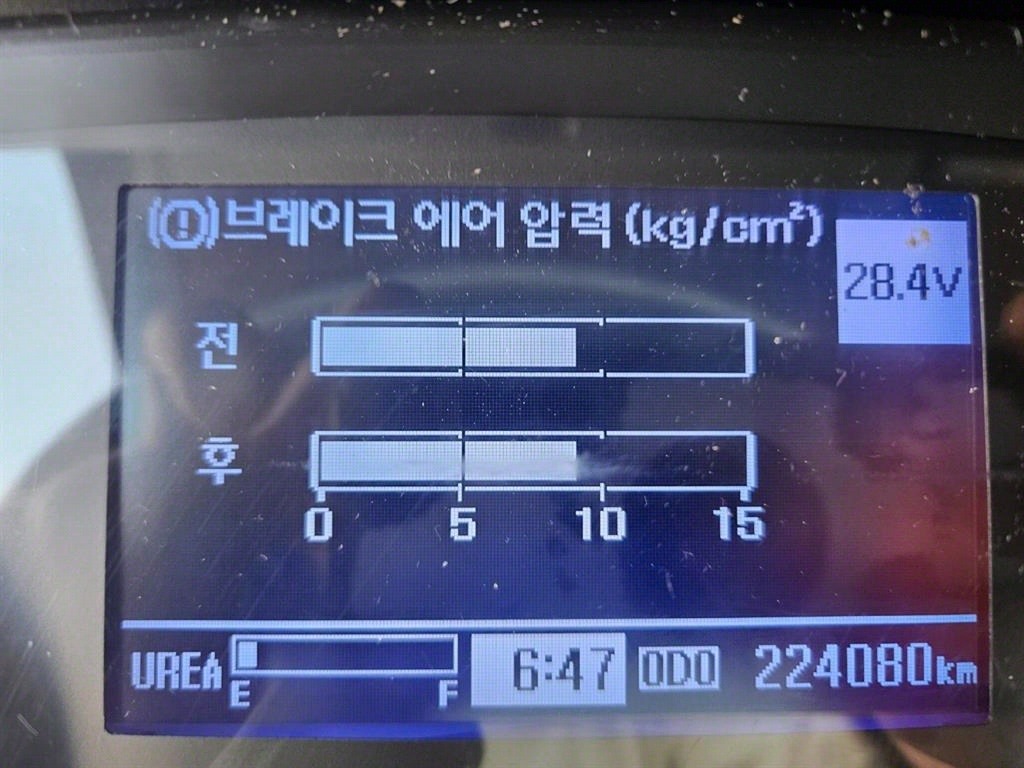 (!)브레이크 에어 압력 (kg/cm²)
28.4V
전
후
0 5 10 15
UREA E F 6:47 ODO 224080km